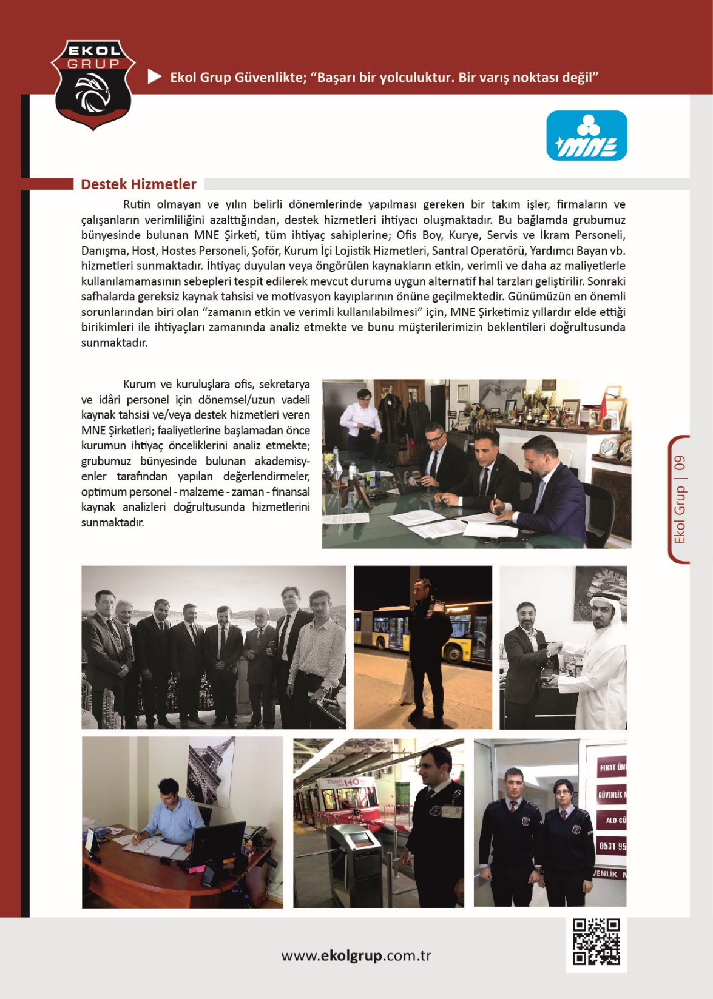 EKOL
GRUP
Ekol Grup Güvenlikte; “Başarı bir yolculuktur. Bir varış noktası değil”
MNE
Destek Hizmetler
Rutin olmayan ve yılın belirli dönemlerinde yapılması gereken bir takım işler, firmaların ve
çalışanların verimliliğini azalttığından, destek hizmetleri ihtiyacı oluşmaktadır. Bu bağlamda grubumuz
bünyesinde bulunan MNE Şirketi, tüm ihtiyaç sahiplerine; Ofis Boy, Kurye, Servis ve İkram Personeli,
Danışma, Host, Hostes Personeli, Şoför, Kurum İçi Lojistik Hizmetleri, Santral Operatörü, Yardımcı Bayan vb.
hizmetleri sunmaktadır. İhtiyaç duyulan veya öngörülen kaynakların etkin, verimli ve daha az maliyetlerle
kullanılamamasının sebepleri tespit edilerek mevcut duruma uygun alternatif hal tarzları geliştirilir. Sonraki
safhalarda gereksiz kaynak tahsisi ve motivasyon kayıplarının önüne geçilmektedir. Günümüzün en önemli
sorunlarından biri olan “zamanın etkin ve verimli kullanılabilmesi” için, MNE Şirketimiz yıllardır elde ettiği
birikimleri ile ihtiyaçları zamanında analiz etmekte ve bunu müşterilerimizin beklentileri doğrultusunda
sunmaktadır.
Kurum ve kuruluşlara ofis, sekretarya
ve idâri personel için dönemsel/uzun vadeli
kaynak tahsisi ve/veya destek hizmetleri veren
MNE Şirketleri; faaliyetlerine başlamadan önce
kurumun ihtiyaç önceliklerini analiz etmekte;
grubumuz bünyesinde bulunan akademisy-
enler tarafından yapılan değerlendirmeler,
optimum personel - malzeme - zaman - finansal
kaynak analizleri doğrultusunda hizmetlerini
sunmaktadır.
Ekol Grup | 09
TÜNEL
140
FIRAT ÜNİ
GÜVENLİK M
ALO GÜ
0531 95
VENLİK M
www.ekolgrup.com.tr